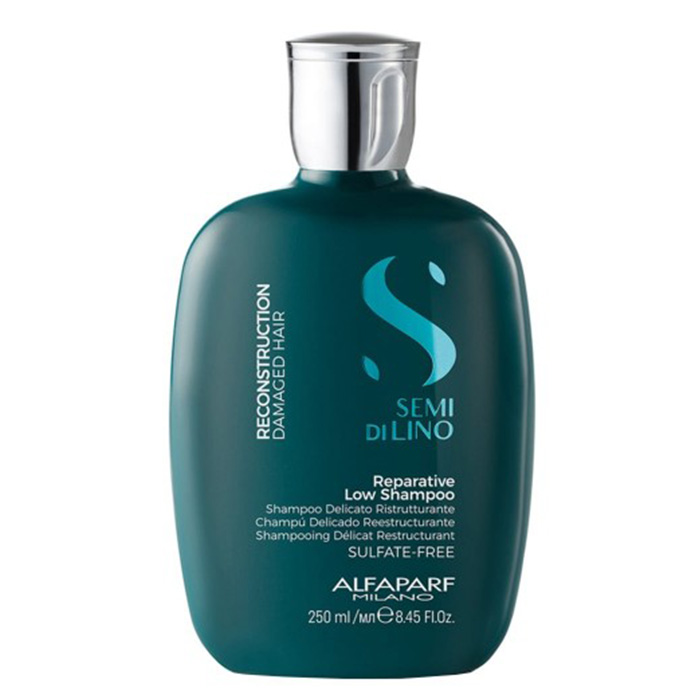 RECONSTRUCTION
DAMAGED HAIR
SEMI
DI LINO
Reparative
Low Shampoo
Shampoo Delicato Ristrutturante
Champú Delicado Reestructurante
Shampooing Délicat Restructurant
SULFATE-FREE
ALFAPARF
MILANO
250 ml /мл℮8.45 Fl.Oz.